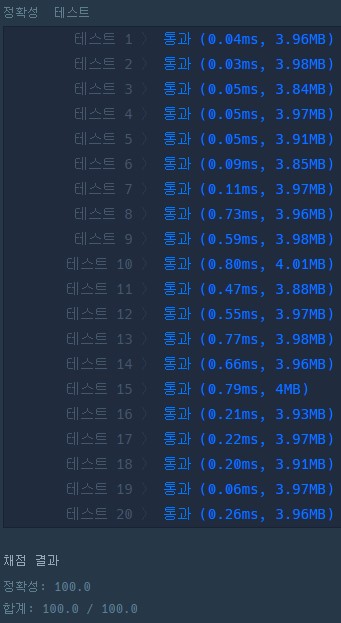 정확성 테스트
테스트 1 〉 통과 (0.04ms, 3.96MB)
테스트 2 〉 통과 (0.03ms, 3.98MB)
테스트 3 〉 통과 (0.05ms, 3.84MB)
테스트 4 〉 통과 (0.05ms, 3.97MB)
테스트 5 〉 통과 (0.05ms, 3.91MB)
테스트 6 〉 통과 (0.09ms, 3.85MB)
테스트 7 〉 통과 (0.11ms, 3.97MB)
테스트 8 〉 통과 (0.73ms, 3.96MB)
테스트 9 〉 통과 (0.59ms, 3.98MB)
테스트 10 〉 통과 (0.80ms, 4.01MB)
테스트 11 〉 통과 (0.47ms, 3.88MB)
테스트 12 〉 통과 (0.55ms, 3.97MB)
테스트 13 〉 통과 (0.77ms, 3.98MB)
테스트 14 〉 통과 (0.66ms, 3.96MB)
테스트 15 〉 통과 (0.79ms, 4MB)
테스트 16 〉 통과 (0.21ms, 3.93MB)
테스트 17 〉 통과 (0.22ms, 3.97MB)
테스트 18 〉 통과 (0.20ms, 3.91MB)
테스트 19 〉 통과 (0.06ms, 3.97MB)
테스트 20 〉 통과 (0.26ms, 3.96MB)
채점 결과
정확성: 100.0
합계: 100.0 / 100.0